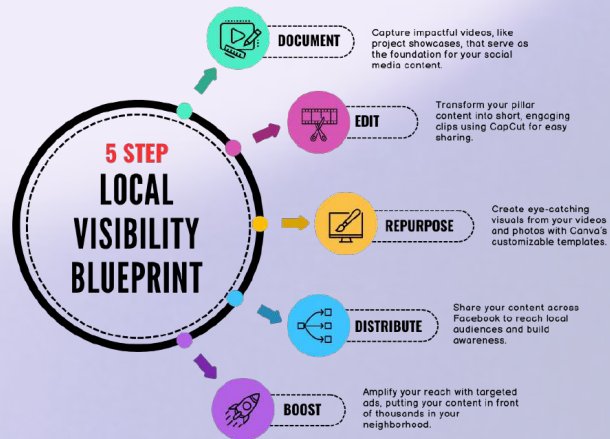 5 STEP
LOCAL
VISIBILITY
BLUEPRINT
DOCUMENT
Capture impactful videos, like
project showcases, that serve as
the foundation for your social
media content.
EDIT
Transform your pillar
content into short, engaging
clips using CapCut for easy
sharing.
REPURPOSE
Create eye-catching
visuals from your videos
and photos with Canva's
customizable templates.
DISTRIBUTE
Share your content across
Facebook to reach local
audiences and build
awareness.
BOOST
Amplify your reach with targeted
ads, putting your content in front
of thousands in your
neighborhood.